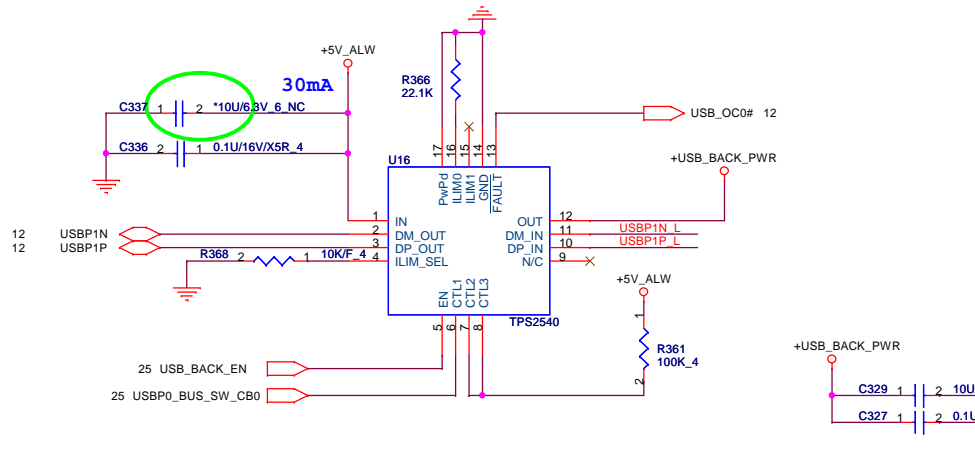 +5V_ALW
30mA
C337 1 2 *10U/6.3V_6_NC
C336 2 1 0.1U/16V/X5R_4
R366
22.1K
USB_OC0# 12
+USB_BACK_PWR
U16
17 16 15 14 13
PwPd ILIM0 ILIM1 GND FAULT
1 IN
2 DM_OUT
3 DP_OUT
4 ILIM_SEL
OUT 12
DM_IN 11 USBP1N_L
DP_IN 10 USBP1P_L
N/C 9
12 USBP1N
12 USBP1P
R368 2 1 10K/F_4
EN CTL1 CTL2 CTL3
5 6 7 8
TPS2540
+5V_ALW
1
R361
100K_4
2
25 USB_BACK_EN
25 USBP0_BUS_SW_CB0
+USB_BACK_PWR
C329 1 2 10U
C327 1 2 0.1U